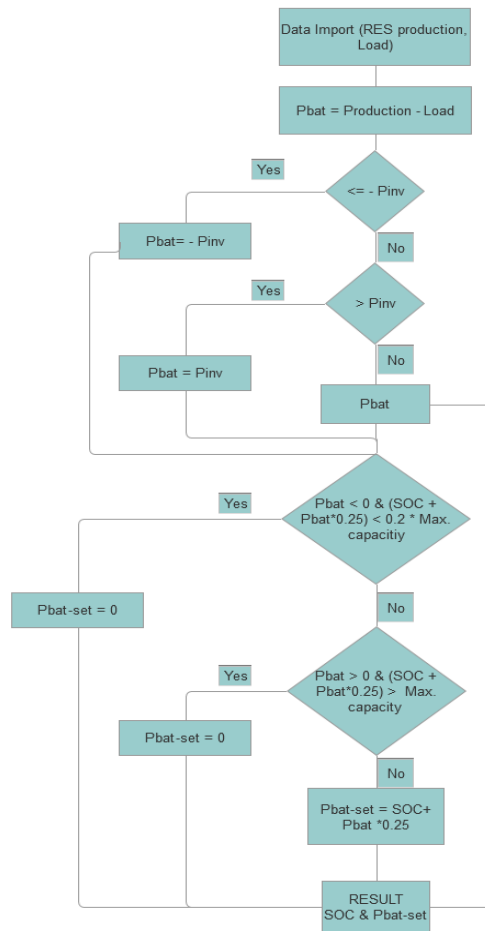 Data Import (RES production,
Load)
Pbat = Production - Load
Yes
<= - Pinv
Pbat= - Pinv
No
Yes
> Pinv
No
Pbat = Pinv
Pbat
Yes
Pbat < 0 & (SOC +
Pbat*0.25) < 0.2 * Max.
capacitiy
Pbat-set = 0
No
Yes
Pbat > 0 & (SOC +
Pbat*0.25) > Max.
capacity
Pbat-set = 0
No
Pbat-set = SOC+
Pbat *0.25
RESULT
SOC & Pbat-set